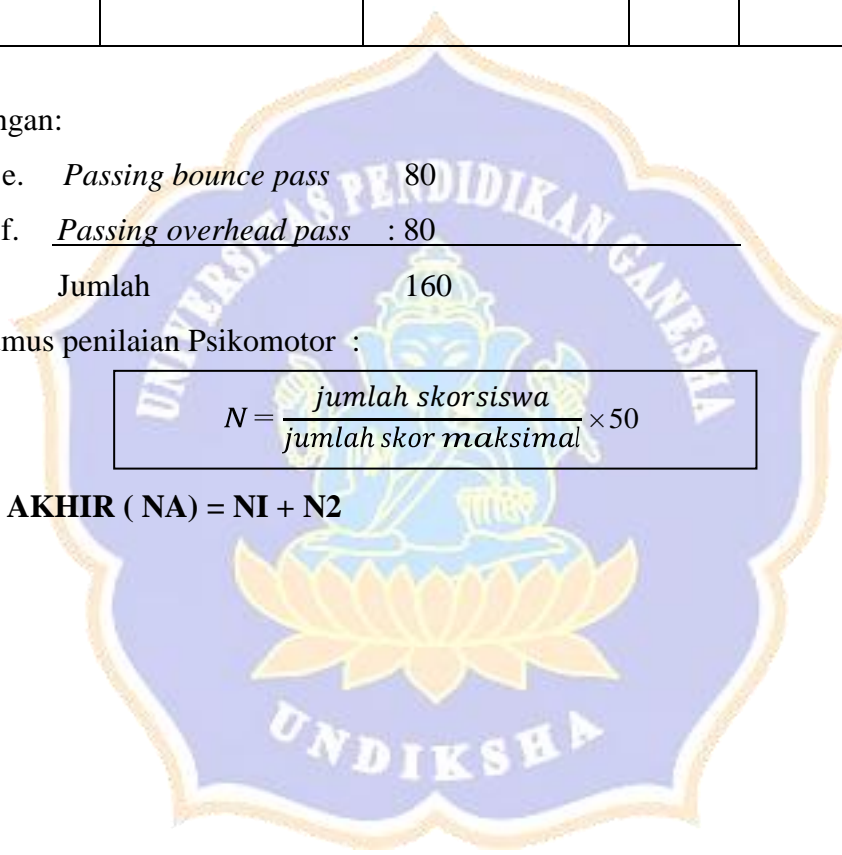 ngan:
e. Passing bounce pass 80
f. Passing overhead pass : 80
Jumlah 160
mus penilaian Psikomotor :
N = jumlah skorsiswa / jumlah skor maksimal × 50
AKHIR ( NA) = NI + N2
UNIVERSITAS PENDIDIKAN GANESHA
UNDIKSHA